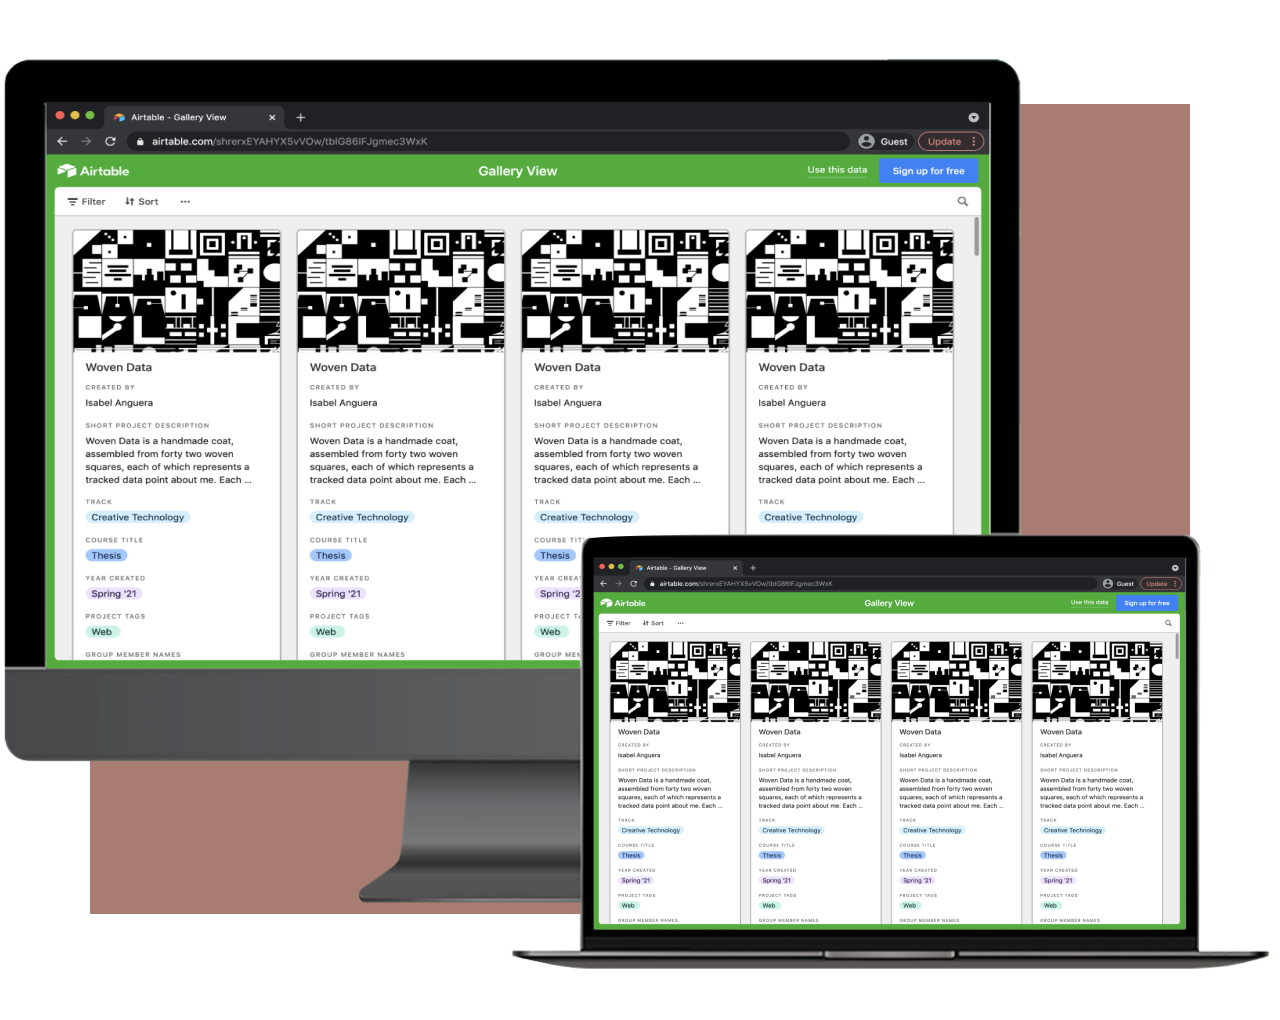 Airtable - Gallery View
airtable.com/shrerxEYAHYX5vVOw/tblG86IFJgmec3WxK
Guest
Update
Airtable
Gallery View
Use this data
Sign up for free
Filter
Sort
Woven Data
CREATED BY
Isabel Anguera
SHORT PROJECT DESCRIPTION
Woven Data is a handmade coat,
assembled from forty two woven
squares, each of which represents a
tracked data point about me. Each ...
TRACK
Creative Technology
COURSE TITLE
Thesis
YEAR CREATED
Spring '21
PROJECT TAGS
Web
GROUP MEMBER NAMES
Woven Data
CREATED BY
Isabel Anguera
SHORT PROJECT DESCRIPTION
Woven Data is a handmade coat,
assembled from forty two woven
squares, each of which represents a
tracked data point about me. Each ...
TRACK
Creative Technology
COURSE TITLE
Thesis
YEAR CREATED
Spring '21
PROJECT TAGS
Web
GROUP MEMBER NAMES
Woven Data
CREATED BY
Isabel Anguera
SHORT PROJECT DESCRIPTION
Woven Data is a handmade coat,
assembled from forty two woven
squares, each of which represents a
tracked data point about me. Each ...
TRACK
Creative Technology
COURSE TITL
Thesis
YEAR CREA
Spring '2
PROJECT TA
Web
GROUP MEM
Woven Data
CREATED BY
Isabel Anguera
SHORT PROJECT DESCRIPTION
Woven Data is a handmade coat,
assembled from forty two woven
squares, each of which represents a
tracked data point about me. Each ...
TRACK
Creative Technology
Airtable - Gallery View
airtable.com/shrerxEYAHYX5vVOw/tblG86IFJgmec3WxK
Guest
Update
Airtable
Gallery View
Use this data
Sign up for free
Filter
Sort
Woven Data
CREATED BY
Isabel Anguera
SHORT PROJECT DESCRIPTION
Woven Data is a handmade coat,
assembled from forty two woven
squares, each of which represents a
tracked data point about me. Each ...
TRACK
Creative Technology
COURSE TITLE
Thesis
YEAR CREATED
Spring '21
PROJECT TAGS
Web
GROUP MEMBER NAMES
Woven Data
CREATED BY
Isabel Anguera
SHORT PROJECT DESCRIPTION
Woven Data is a handmade coat,
assembled from forty two woven
squares, each of which represents a
tracked data point about me. Each ...
TRACK
Creative Technology
COURSE TITLE
Thesis
YEAR CREATED
Spring '21
PROJECT TAGS
Web
GROUP MEMBER NAMES
Woven Data
CREATED BY
Isabel Anguera
SHORT PROJECT DESCRIPTION
Woven Data is a handmade coat,
assembled from forty two woven
squares, each of which represents a
tracked data point about me. Each ...
TRACK
Creative Technology
COURSE TITLE
Thesis
YEAR CREATED
Spring '21
PROJECT TAGS
Web
GROUP MEMBER NAMES
Woven Data
CREATED BY
Isabel Anguera
SHORT PROJECT DESCRIPTION
Woven Data is a handmade coat,
assembled from forty two woven
squares, each of which represents a
tracked data point about me. Each ...
TRACK
Creative Technology
COURSE TITLE
Thesis
YEAR CREATED
Spring '21
PROJECT TAGS
Web
GROUP MEMBER NAMES